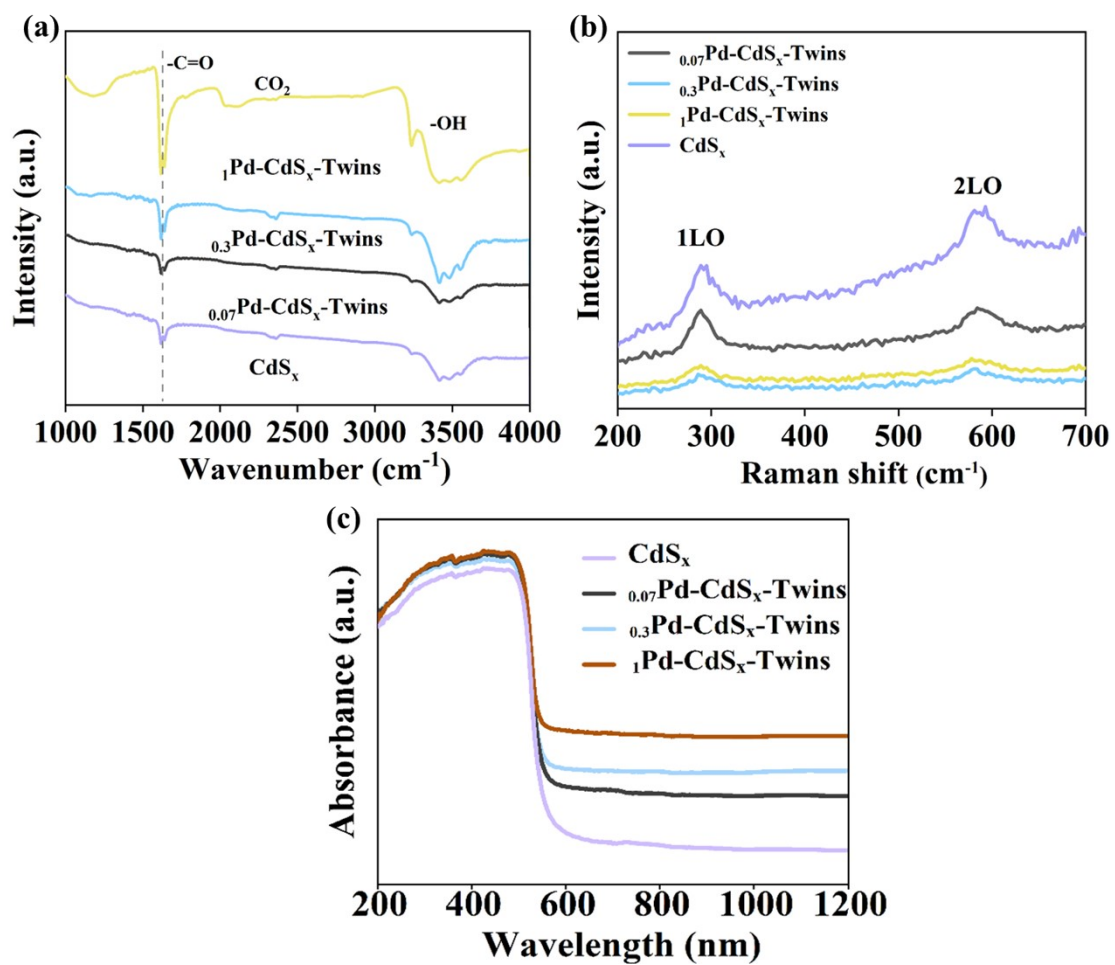 (a)
-C=O
CO₂
-OH
₁Pd-CdSₓ-Twins
₀.₃Pd-CdSₓ-Twins
₀.₀₇Pd-CdSₓ-Twins
CdSₓ
Intensity (a.u.)
1000 1500 2000 2500 3000 3500 4000
Wavenumber (cm⁻¹)
(b)
₀.₀₇Pd-CdSₓ-Twins
₀.₃Pd-CdSₓ-Twins
₁Pd-CdSₓ-Twins
CdSₓ
1LO
2LO
Intensity (a.u.)
200 300 400 500 600 700
Raman shift (cm⁻¹)
(c)
CdSₓ
₀.₀₇Pd-CdSₓ-Twins
₀.₃Pd-CdSₓ-Twins
₁Pd-CdSₓ-Twins
Absorbance (a.u.)
200 400 600 800 1000 1200
Wavelength (nm)